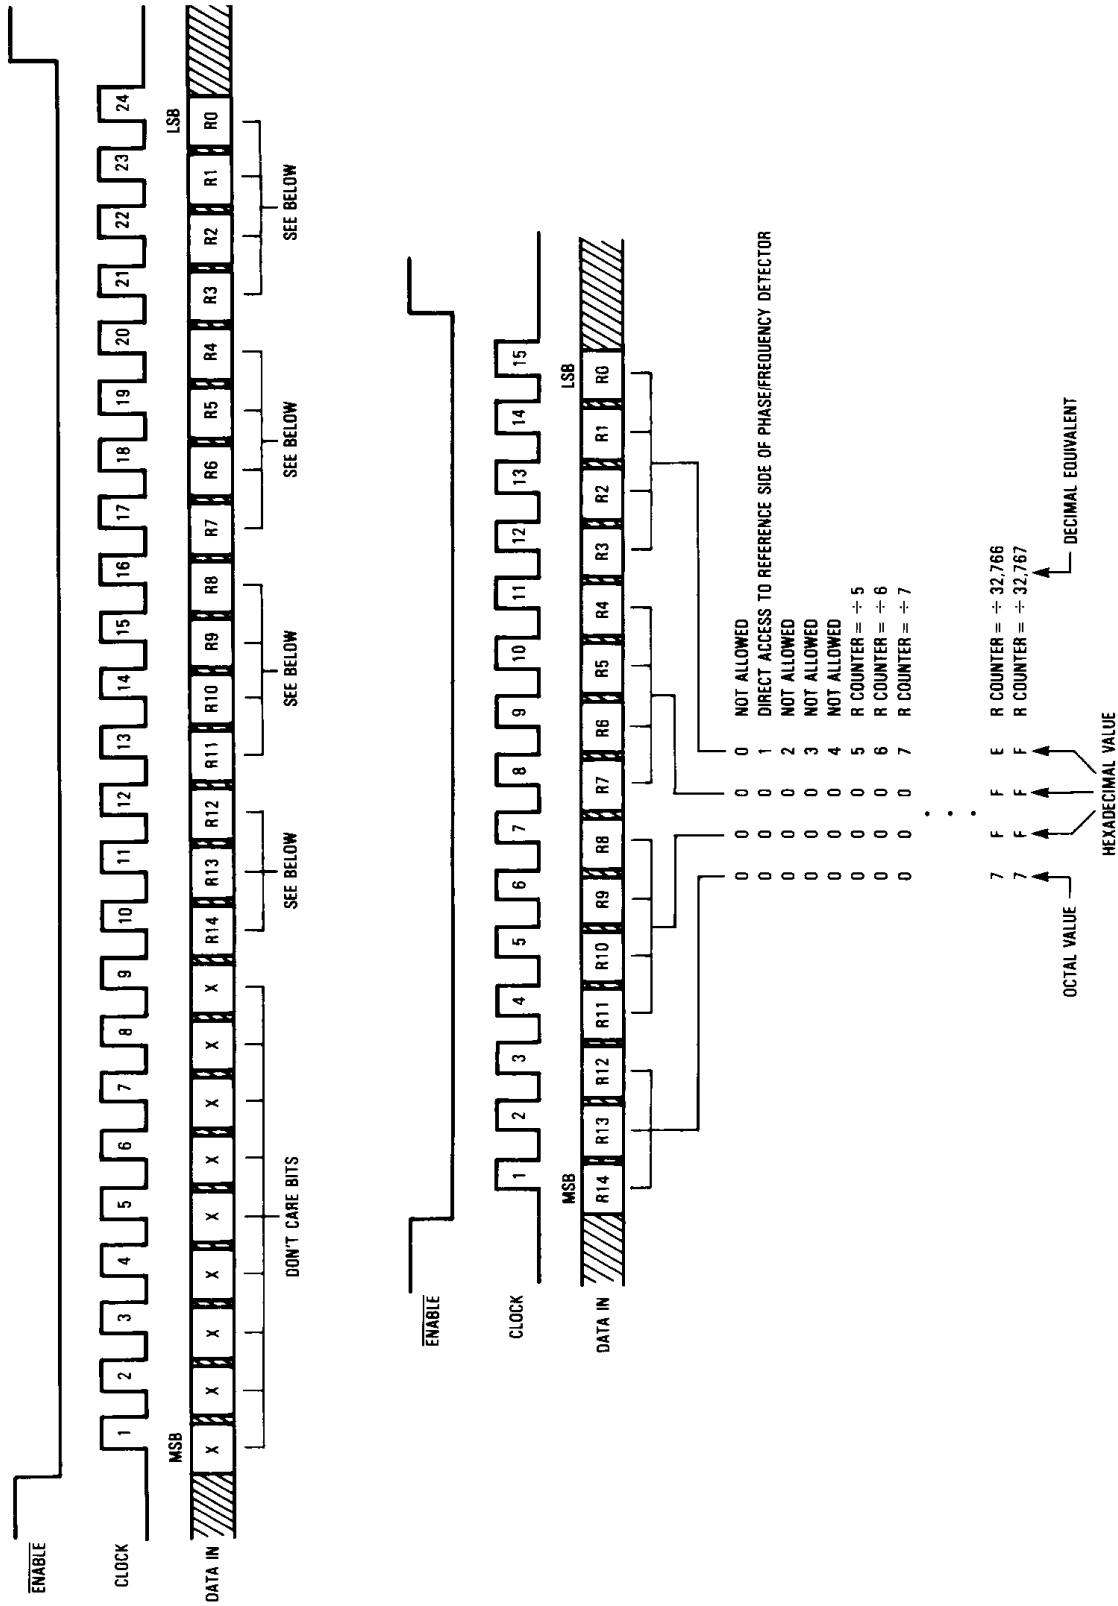 ENABLE
CLOCK
1 2 3 4 5 6 7 8 9 10 11 12 13 14 15 16 17 18 19 20 21 22 23 24
MSB LSB
DATA IN X X X X X X X X X R14 R13 R12 R11 R10 R9 R8 R7 R6 R5 R4 R3 R2 R1 R0
DON'T CARE BITS SEE BELOW SEE BELOW SEE BELOW SEE BELOW
ENABLE
CLOCK
1 2 3 4 5 6 7 8 9 10 11 12 13 14 15
MSB LSB
DATA IN R14 R13 R12 R11 R10 R9 R8 R7 R6 R5 R4 R3 R2 R1 R0
0 0 0 0 NOT ALLOWED
0 0 0 1 DIRECT ACCESS TO REFERENCE SIDE OF PHASE/FREQUENCY DETECTOR
0 0 0 2 NOT ALLOWED
0 0 0 3 NOT ALLOWED
0 0 0 4 NOT ALLOWED
0 0 0 5 R COUNTER = ÷ 5
0 0 0 6 R COUNTER = ÷ 6
0 0 0 7 R COUNTER = ÷ 7
. . .
7 F F E R COUNTER = ÷ 32,766
7 F F F R COUNTER = ÷ 32,767
OCTAL VALUE
HEXADECIMAL VALUE
DECIMAL EQUIVALENT